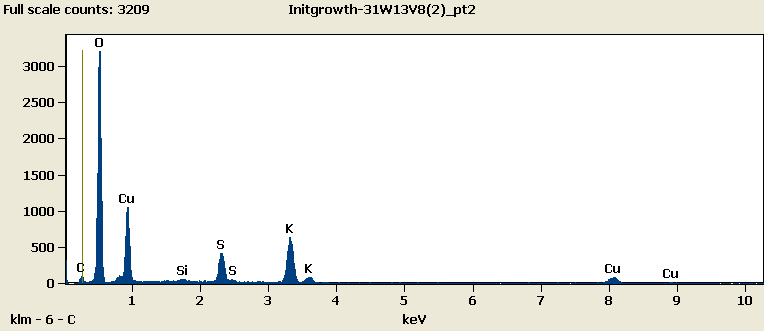 Full scale counts: 3209 Initgrowth-31W13V8(2)_pt2
O
3000
2500
2000
1500
Cu
1000
K
500
S
C Si S K Cu Cu
0
1 2 3 4 5 6 7 8 9 10
klm - 6 - C keV